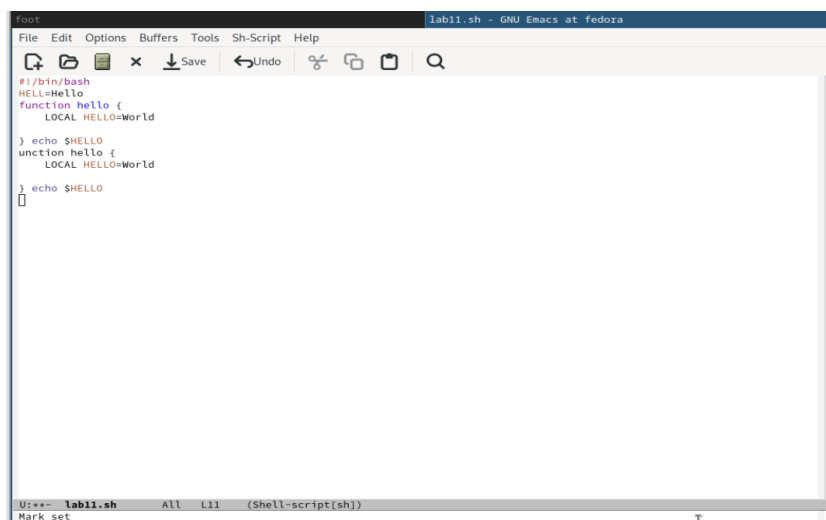 foot
lab11.sh - GNU Emacs at fedora
File Edit Options Buffers Tools Sh-Script Help
Save Undo
#!/bin/bash
HELL=Hello
function hello {
    LOCAL HELLO=World

} echo $HELLO
unction hello {
    LOCAL HELLO=World

} echo $HELLO
U:**- lab11.sh All L11 (Shell-script[sh])
Mark set